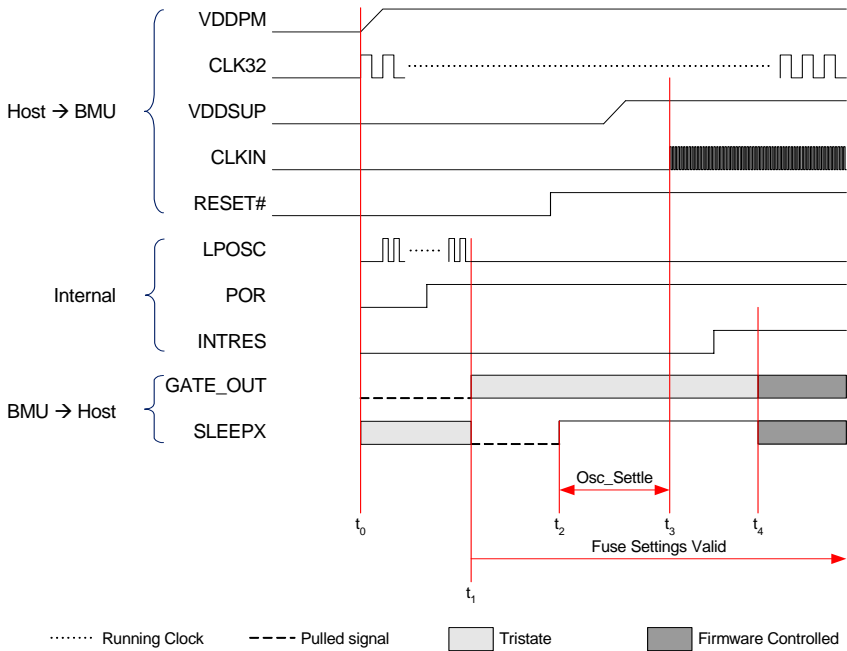 VDDPM
CLK32
Host → BMU
VDDSUP
CLKIN
RESET#
LPOSC
Internal
POR
INTRES
GATE_OUT
BMU → Host
SLEEPX
Osc_Settle
t0
t2
t3
t4
Fuse Settings Valid
t1
Running Clock
Pulled signal
Tristate
Firmware Controlled